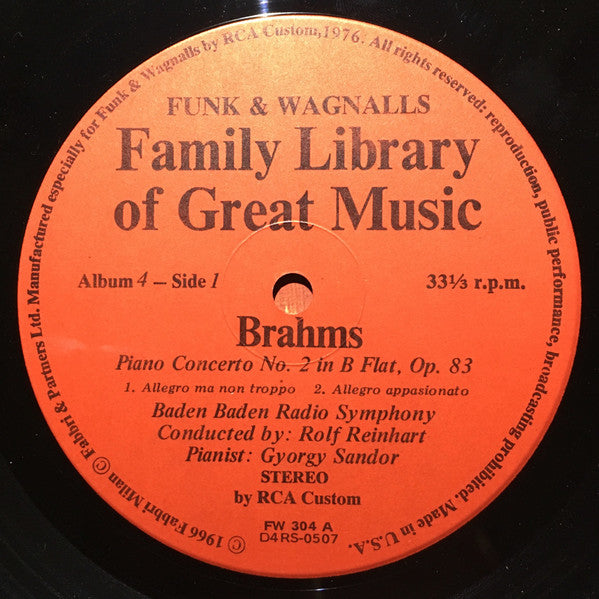 © 1966 Fabbri Milan © Fabbri & Partners Ltd. Manufactured especially for Funk & Wagnalls by RCA Custom,1976. All rights reserved: reproduction, public performance, broadcasting prohibited. Made in U.S.A.
FUNK & WAGNALLS
Family Library
of Great Music
Album 4 – Side 1
33⅓ r.p.m.
Brahms
Piano Concerto No. 2 in B Flat, Op. 83
1. Allegro ma non troppo 2. Allegro appasionato
Baden Baden Radio Symphony
Conducted by: Rolf Reinhart
Pianist: Gyorgy Sandor
STEREO
by RCA Custom
FW 304 A
D4RS-0507